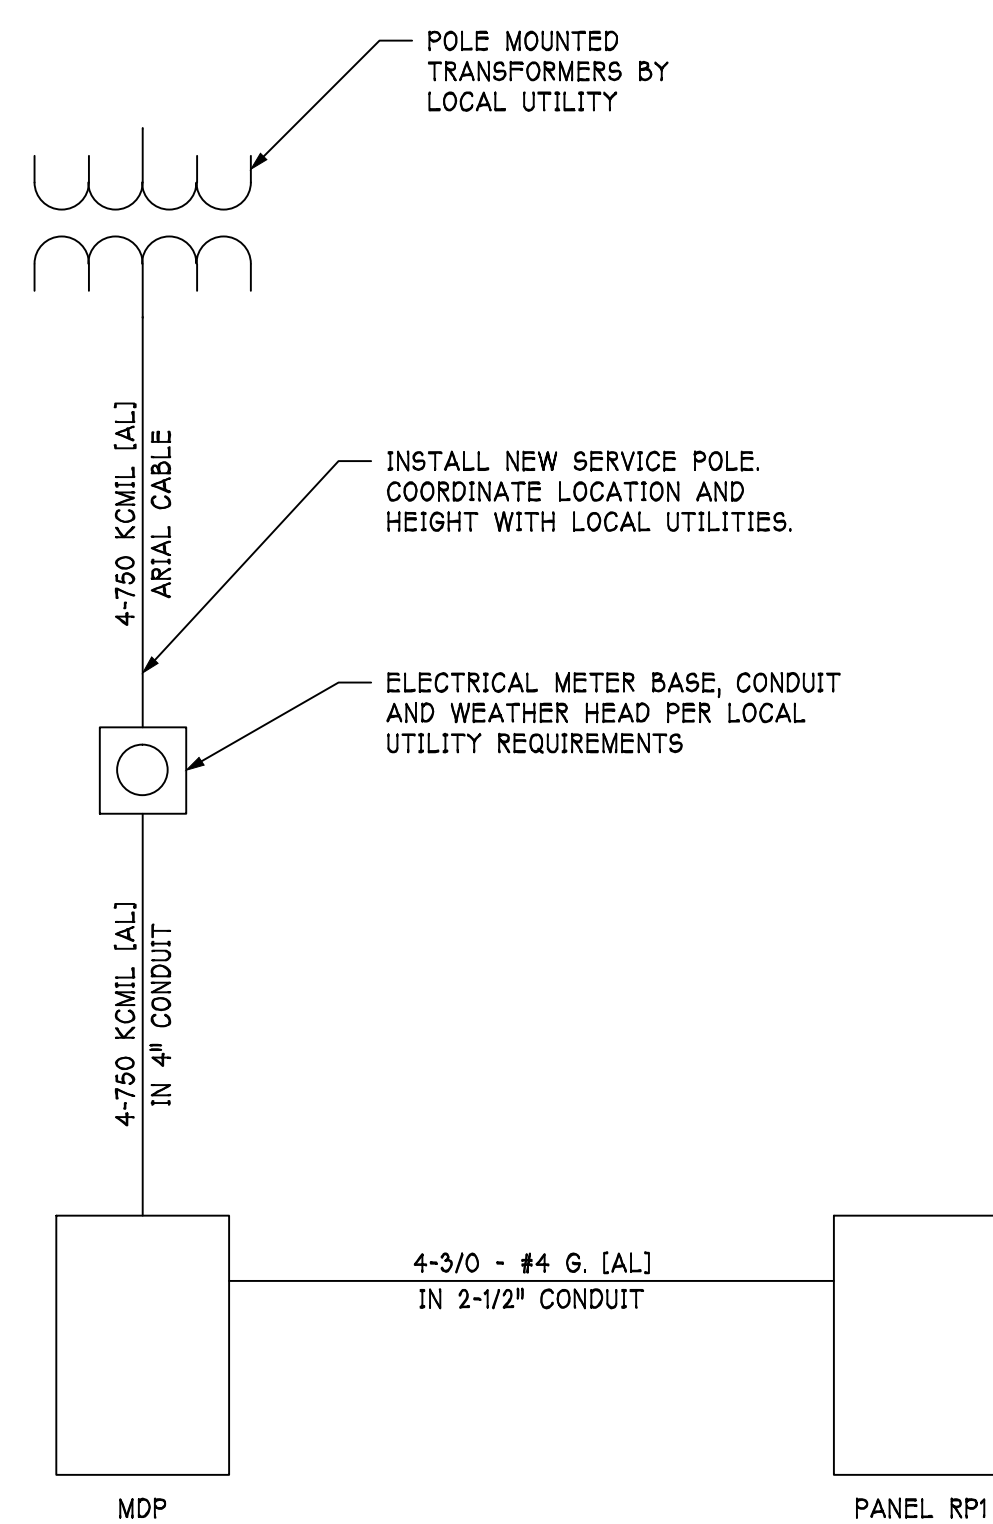 POLE MOUNTED
TRANSFORMERS BY
LOCAL UTILITY
4-750 KCMIL [AL]
ARIAL CABLE
INSTALL NEW SERVICE POLE.
COORDINATE LOCATION AND
HEIGHT WITH LOCAL UTILITIES.
ELECTRICAL METER BASE, CONDUIT
AND WEATHER HEAD PER LOCAL
UTILITY REQUIREMENTS
4-750 KCMIL [AL]
IN 4" CONDUIT
4-3/0 - #4 G. [AL]
IN 2-1/2" CONDUIT
MDP
PANEL RP1